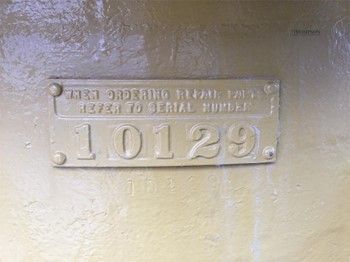 WHEN ORDERING REPAIR PARTS
REFER TO SERIAL NUMBER
10129